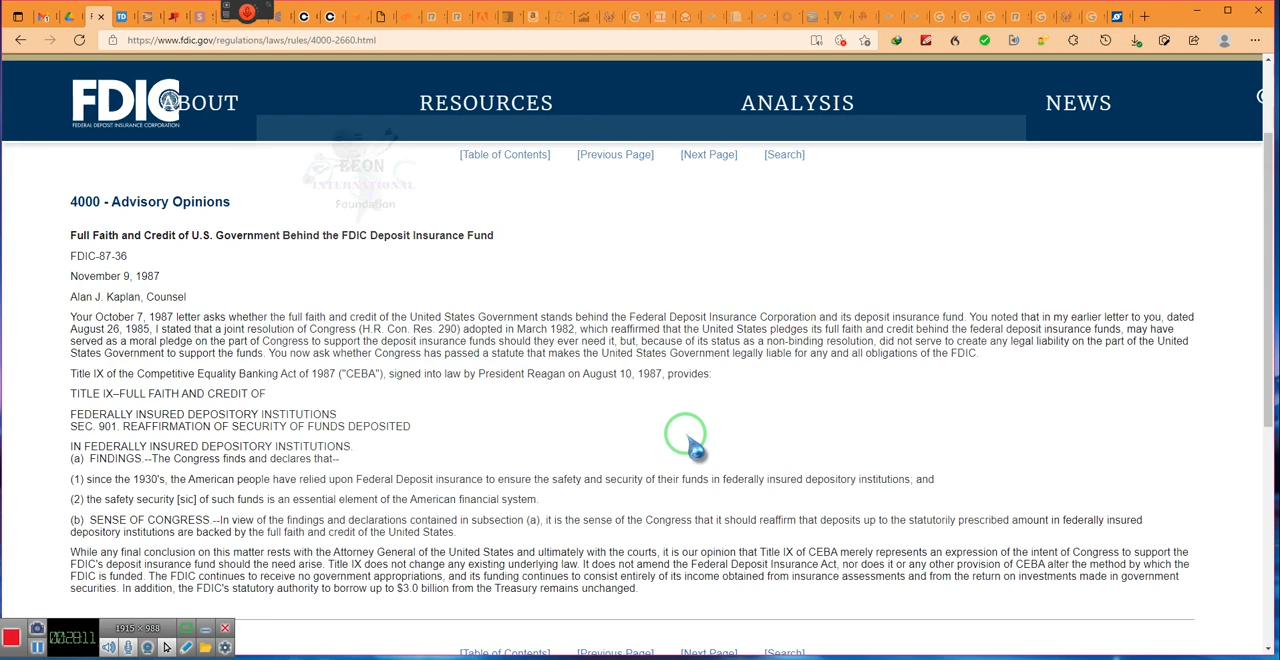 https://www.fdic.gov/regulations/laws/rules/4000-2660.html
FDIC
FEDERAL DEPOSIT INSURANCE CORPORATION
ABOUT
RESOURCES
ANALYSIS
NEWS
EEON
INTERNATIONAL
Foundation
[Table of Contents] [Previous Page] [Next Page] [Search]
4000 - Advisory Opinions
Full Faith and Credit of U.S. Government Behind the FDIC Deposit Insurance Fund
FDIC-87-36
November 9, 1987
Alan J. Kaplan, Counsel
Your October 7, 1987 letter asks whether the full faith and credit of the United States Government stands behind the Federal Deposit Insurance Corporation and its deposit insurance fund. You noted that in my earlier letter to you, dated
August 26, 1985, I stated that a joint resolution of Congress (H.R. Con. Res. 290) adopted in March 1982, which reaffirmed that the United States pledges its full faith and credit behind the federal deposit insurance funds, may have
served as a moral pledge on the part of Congress to support the deposit insurance funds should they ever need it, but, because of its status as a non-binding resolution, did not serve to create any legal liability on the part of the United
States Government to support the funds. You now ask whether Congress has passed a statute that makes the United States Government legally liable for any and all obligations of the FDIC.
Title IX of the Competitive Equality Banking Act of 1987 ("CEBA"), signed into law by President Reagan on August 10, 1987, provides:
TITLE IX–FULL FAITH AND CREDIT OF
FEDERALLY INSURED DEPOSITORY INSTITUTIONS
SEC. 901. REAFFIRMATION OF SECURITY OF FUNDS DEPOSITED
IN FEDERALLY INSURED DEPOSITORY INSTITUTIONS.
(a) FINDINGS.--The Congress finds and declares that--
(1) since the 1930's, the American people have relied upon Federal Deposit insurance to ensure the safety and security of their funds in federally insured depository institutions; and
(2) the safety security [sic] of such funds is an essential element of the American financial system.
(b) SENSE OF CONGRESS.--In view of the findings and declarations contained in subsection (a), it is the sense of the Congress that it should reaffirm that deposits up to the statutorily prescribed amount in federally insured
depository institutions are backed by the full faith and credit of the United States.
While any final conclusion on this matter rests with the Attorney General of the United States and ultimately with the courts, it is our opinion that Title IX of CEBA merely represents an expression of the intent of Congress to support the
FDIC's deposit insurance fund should the need arise. Title IX does not change any existing underlying law. It does not amend the Federal Deposit Insurance Act, nor does it or any other provision of CEBA alter the method by which the
FDIC is funded. The FDIC continues to receive no government appropriations, and its funding continues to consist entirely of its income obtained from insurance assessments and from the return on investments made in government
securities. In addition, the FDIC's statutory authority to borrow up to $3.0 billion from the Treasury remains unchanged.
1915 x 988
00:28:11
[Table of Contents] [Previous Page] [Next Page] [Search]